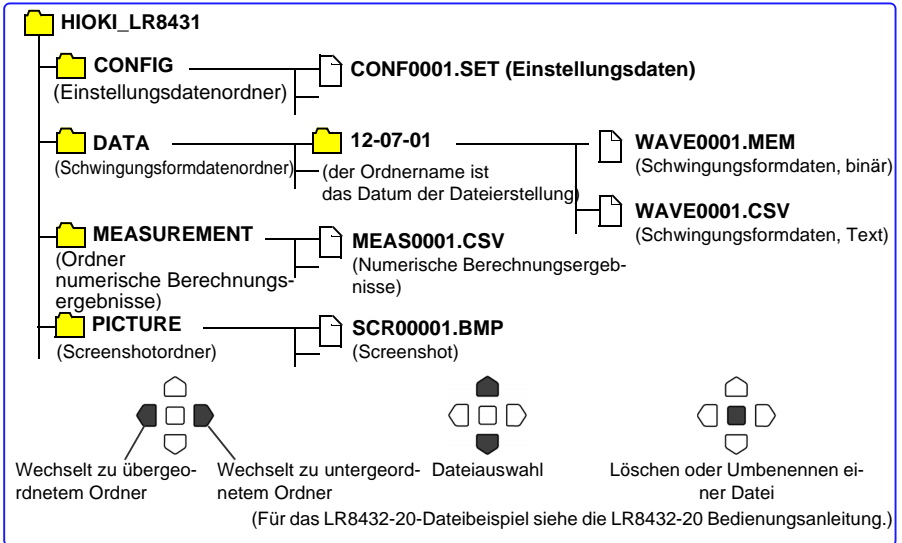 HIOKI_LR8431
CONFIG
(Einstellungsdatenordner)
CONF0001.SET (Einstellungsdaten)
DATA
(Schwingungsformdatenordner)
12-07-01
(der Ordnername ist
das Datum der Dateierstellung)
WAVE0001.MEM
(Schwingungsformdaten, binär)
WAVE0001.CSV
(Schwingungsformdaten, Text)
MEASUREMENT
(Ordner
numerische Berechnungs-
ergebnisse)
MEAS0001.CSV
(Numerische Berechnungsergeb-
nisse)
PICTURE
(Screenshotordner)
SCR00001.BMP
(Screenshot)
Wechselt zu übergeo-
rdnetem Ordner
Wechselt zu untergeord-
netem Ordner
Dateiauswahl
Löschen oder Umbenennen ei-
ner Datei
(Für das LR8432-20-Dateibeispiel siehe die LR8432-20 Bedienungsanleitung.)